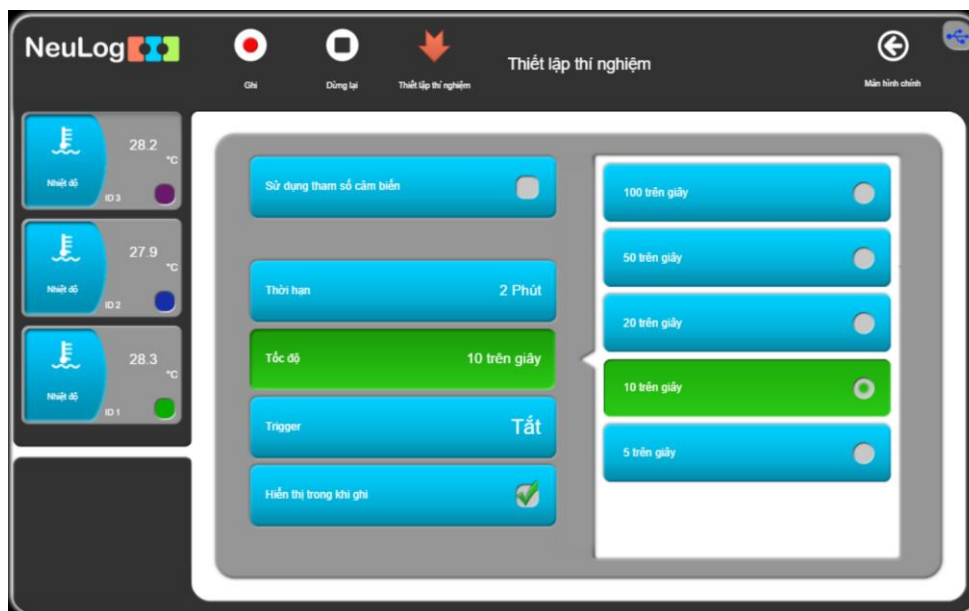 NeuLog
Ghi
Dừng lại
Thiết lập thí nghiệm
Thiết lập thí nghiệm
Màn hình chính
28.2
°C
Nhiệt độ
ID 3
27.9
°C
Nhiệt độ
ID 2
28.3
°C
Nhiệt độ
ID 1
Sử dụng tham số cảm biến
Thời hạn 2 Phút
Tốc độ 10 trên giây
Trigger Tắt
Hiển thị trong khi ghi
100 trên giây
50 trên giây
20 trên giây
10 trên giây
5 trên giây